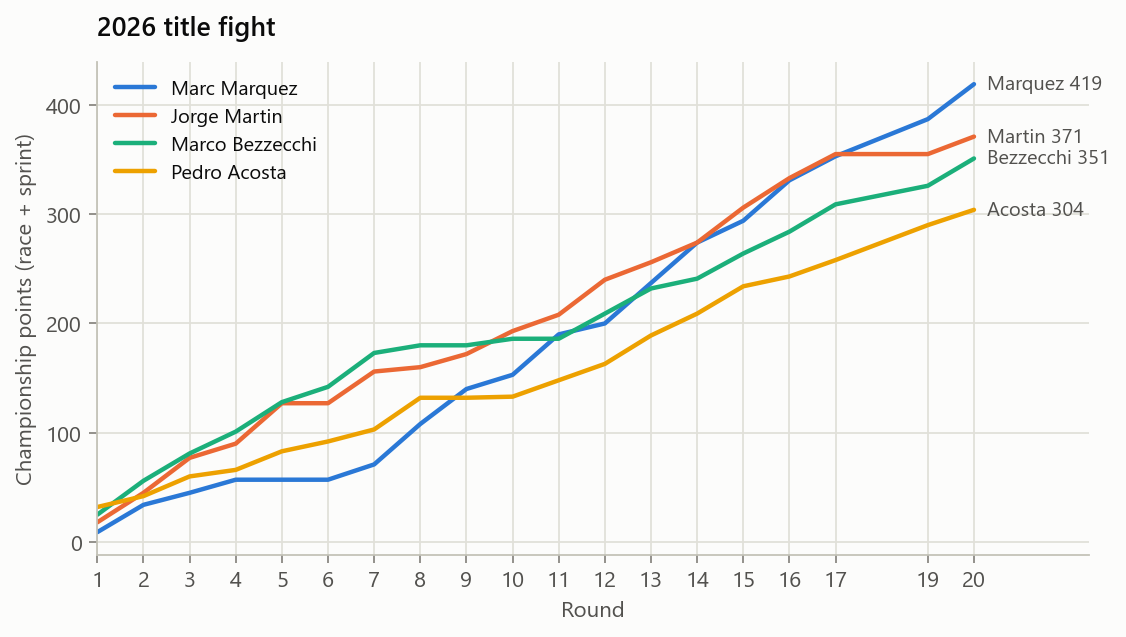 2026 title fight
Marc Marquez
Jorge Martin
Marco Bezzecchi
Pedro Acosta
Marquez 419
Martin 371
Bezzecchi 351
Acosta 304
Championship points (race + sprint)
400
300
200
100
0
1 2 3 4 5 6 7 8 9 10 11 12 13 14 15 16 17 19 20
Round